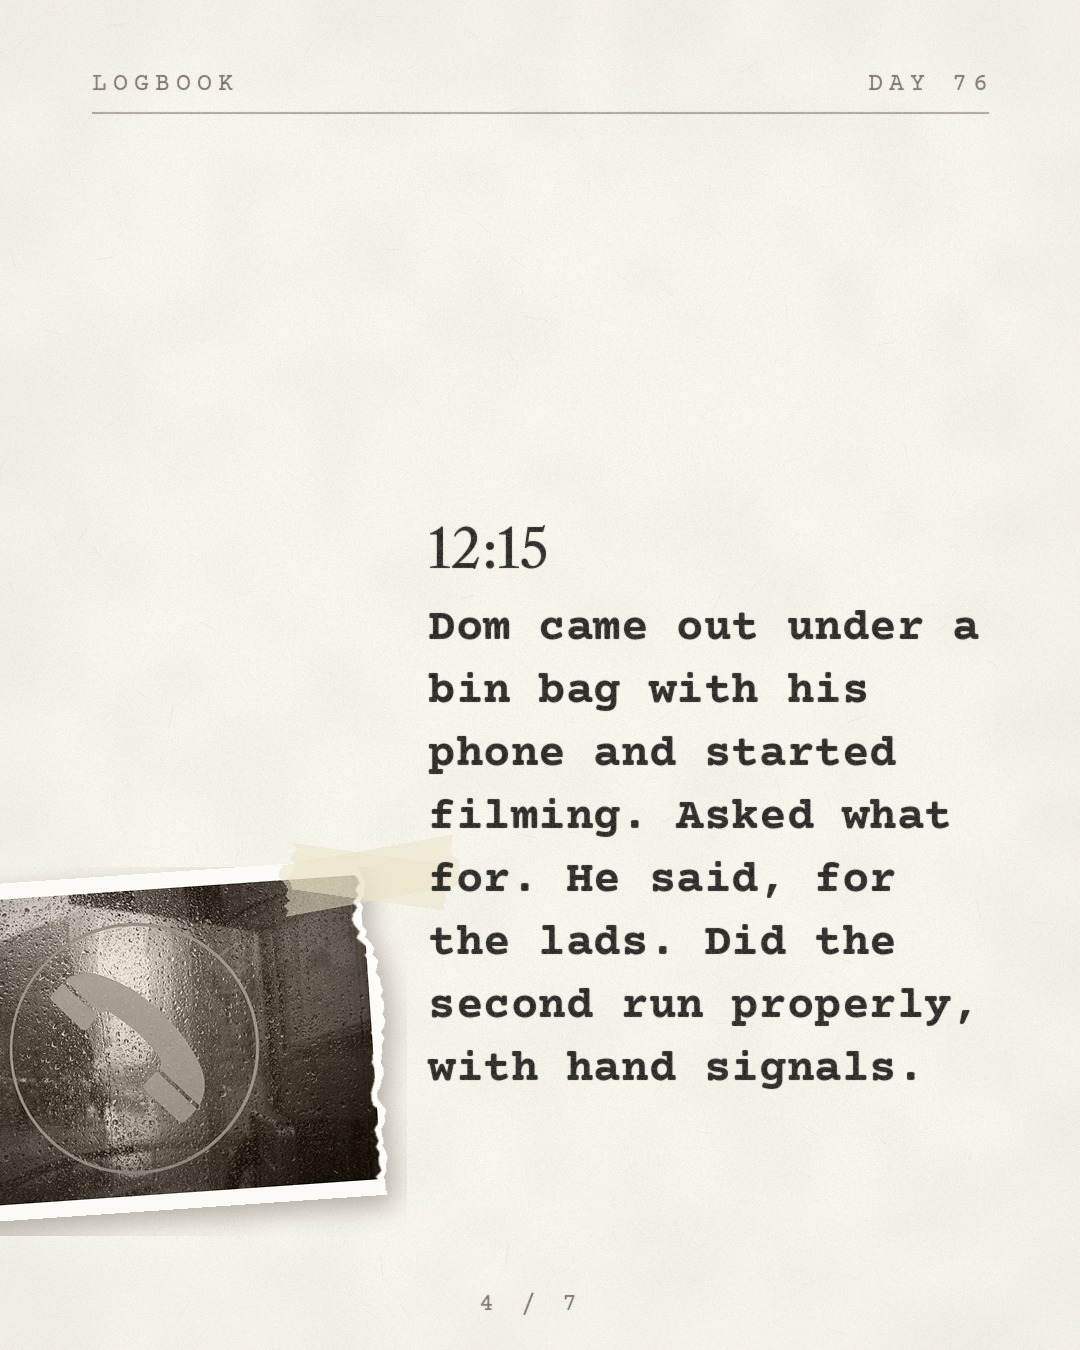 LOGBOOK DAY 76
12:15
Dom came out under a
bin bag with his
phone and started
filming. Asked what
for. He said, for
the lads. Did the
second run properly,
with hand signals.
4 / 7